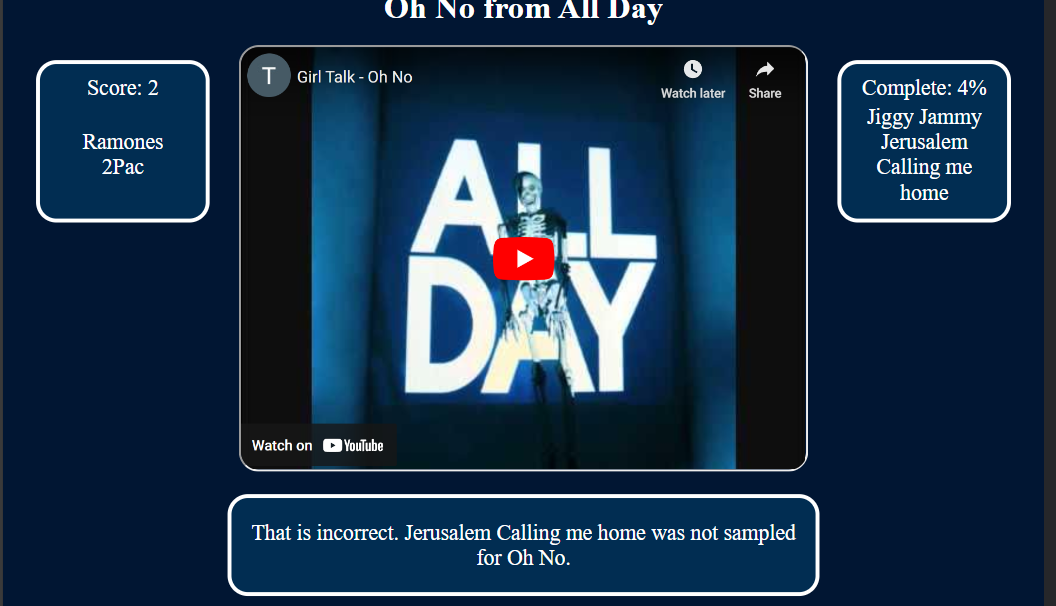 Oh No from All Day
Score: 2
Ramones
2Pac
T
Girl Talk - Oh No
Watch later
Share
ALL
DAY
Watch on YouTube
Complete: 4%
Jiggy Jammy
Jerusalem
Calling me
home
That is incorrect. Jerusalem Calling me home was not sampled
for Oh No.